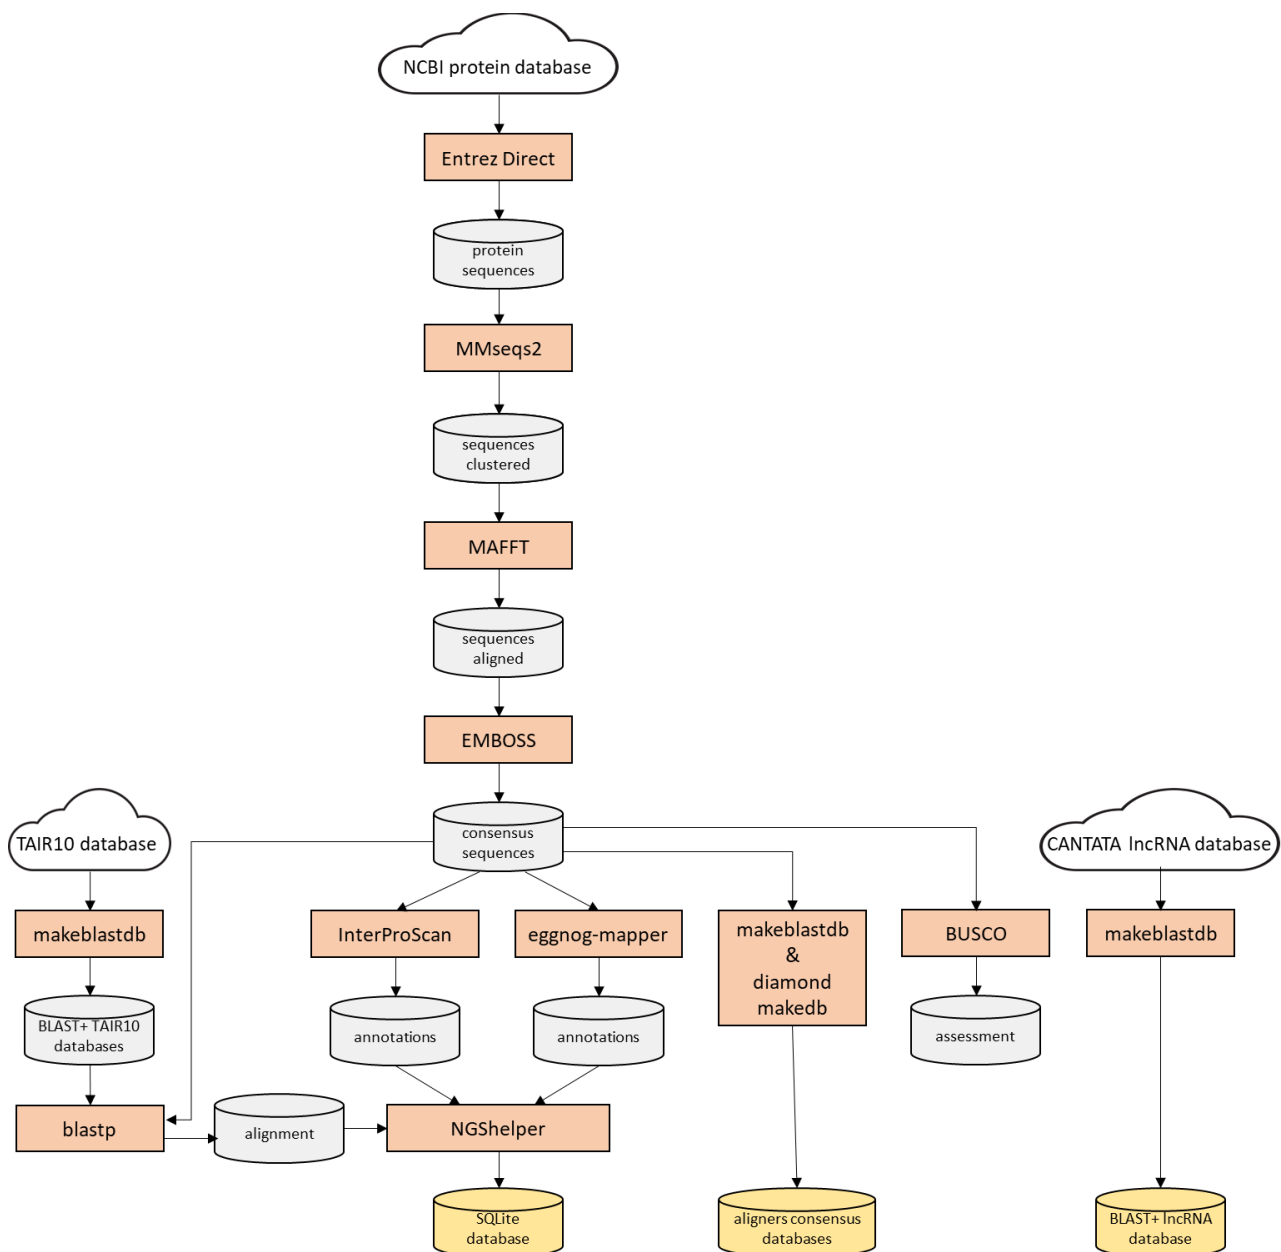 NCBI protein database
Entrez Direct
protein
sequences
MMseqs2
sequences
clustered
MAFFT
sequences
aligned
EMBOSS
consensus
sequences
TAIR10 database
CANTATA lncRNA database
makeblastdb
InterProScan
eggnog-mapper
makeblastdb
&
diamond
makedb
BUSCO
makeblastdb
BLAST+ TAIR10
databases
annotations
annotations
assessment
blastp
alignment
NGShelper
SQLite
database
aligners consensus
databases
BLAST+ lncRNA
database